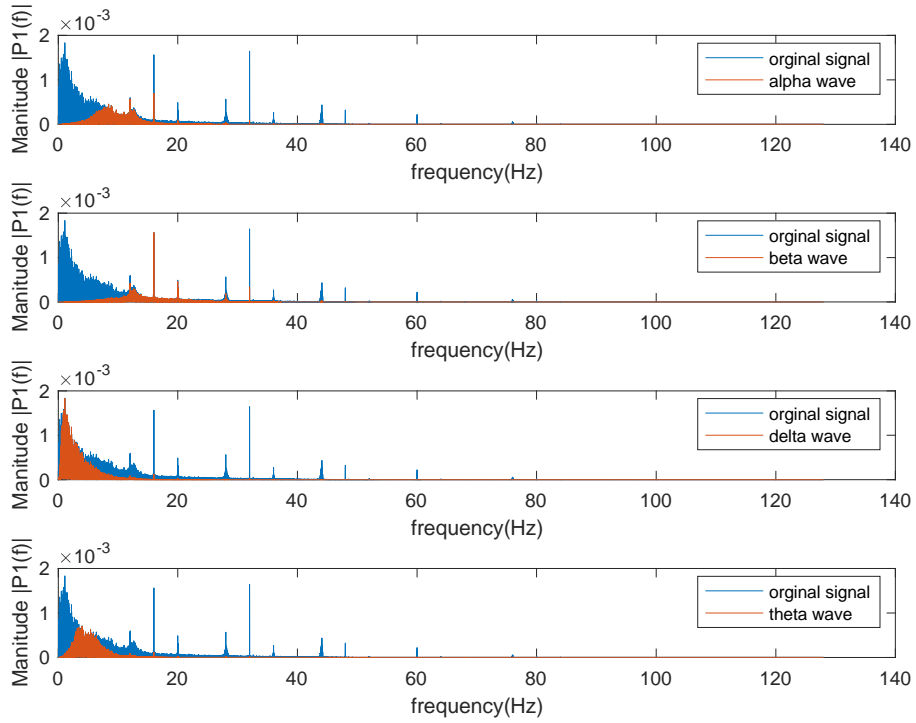 ×10-3
Manitude |P1(f)|
2
1
0
orginal signal
alpha wave
0 20 40 60 80 100 120 140
frequency(Hz)
×10-3
Manitude |P1(f)|
2
1
0
orginal signal
beta wave
0 20 40 60 80 100 120 140
frequency(Hz)
×10-3
Manitude |P1(f)|
2
1
0
orginal signal
delta wave
0 20 40 60 80 100 120 140
frequency(Hz)
×10-3
Manitude |P1(f)|
2
1
0
orginal signal
theta wave
0 20 40 60 80 100 120 140
frequency(Hz)